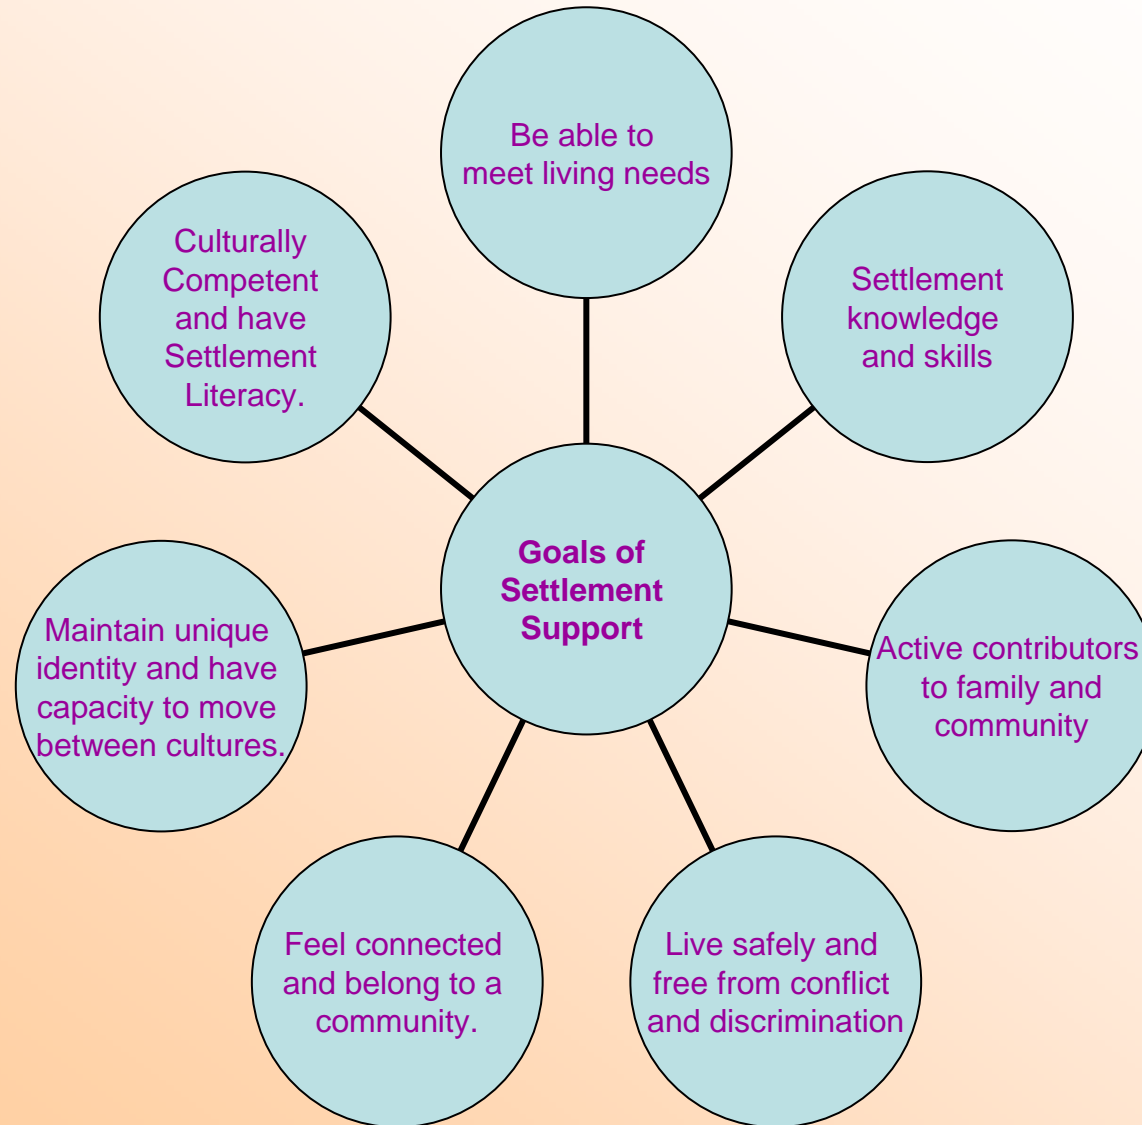 Be able to
meet living needs
Culturally
Competent
and have
Settlement
Literacy.
Settlement
knowledge
and skills
Goals of
Settlement
Support
Maintain unique
identity and have
capacity to move
between cultures.
Active contributors
to family and
community
Feel connected
and belong to a
community.
Live safely and
free from conflict
and discrimination